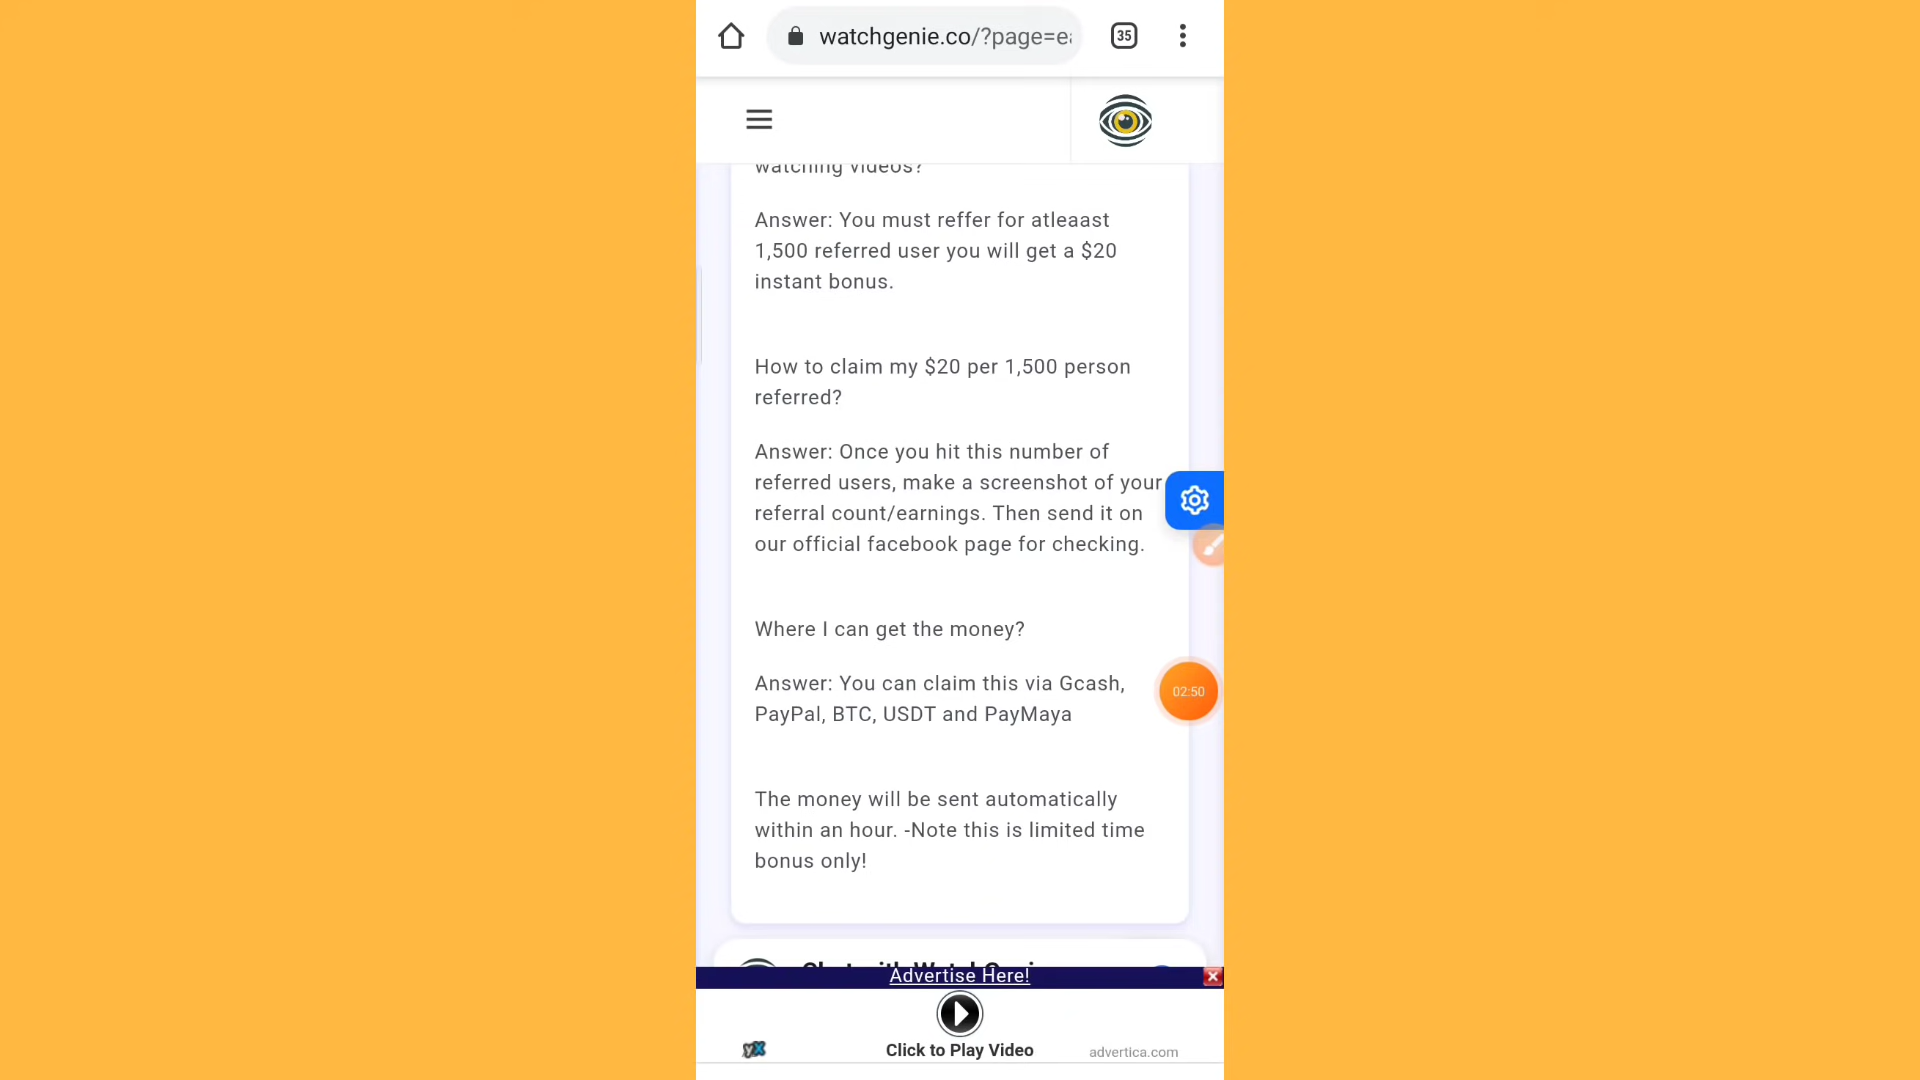 watchgenie.co/?page=ea
35
watching videos?
Answer: You must reffer for atleaast
1,500 referred user you will get a $20
instant bonus.
How to claim my $20 per 1,500 person
referred?
Answer: Once you hit this number of
referred users, make a screenshot of your
referral count/earnings. Then send it on
our official facebook page for checking.
Where I can get the money?
Answer: You can claim this via Gcash,
PayPal, BTC, USDT and PayMaya
02:50
The money will be sent automatically
within an hour. -Note this is limited time
bonus only!
Advertise Here!
Click to Play Video
yx
advertica.com